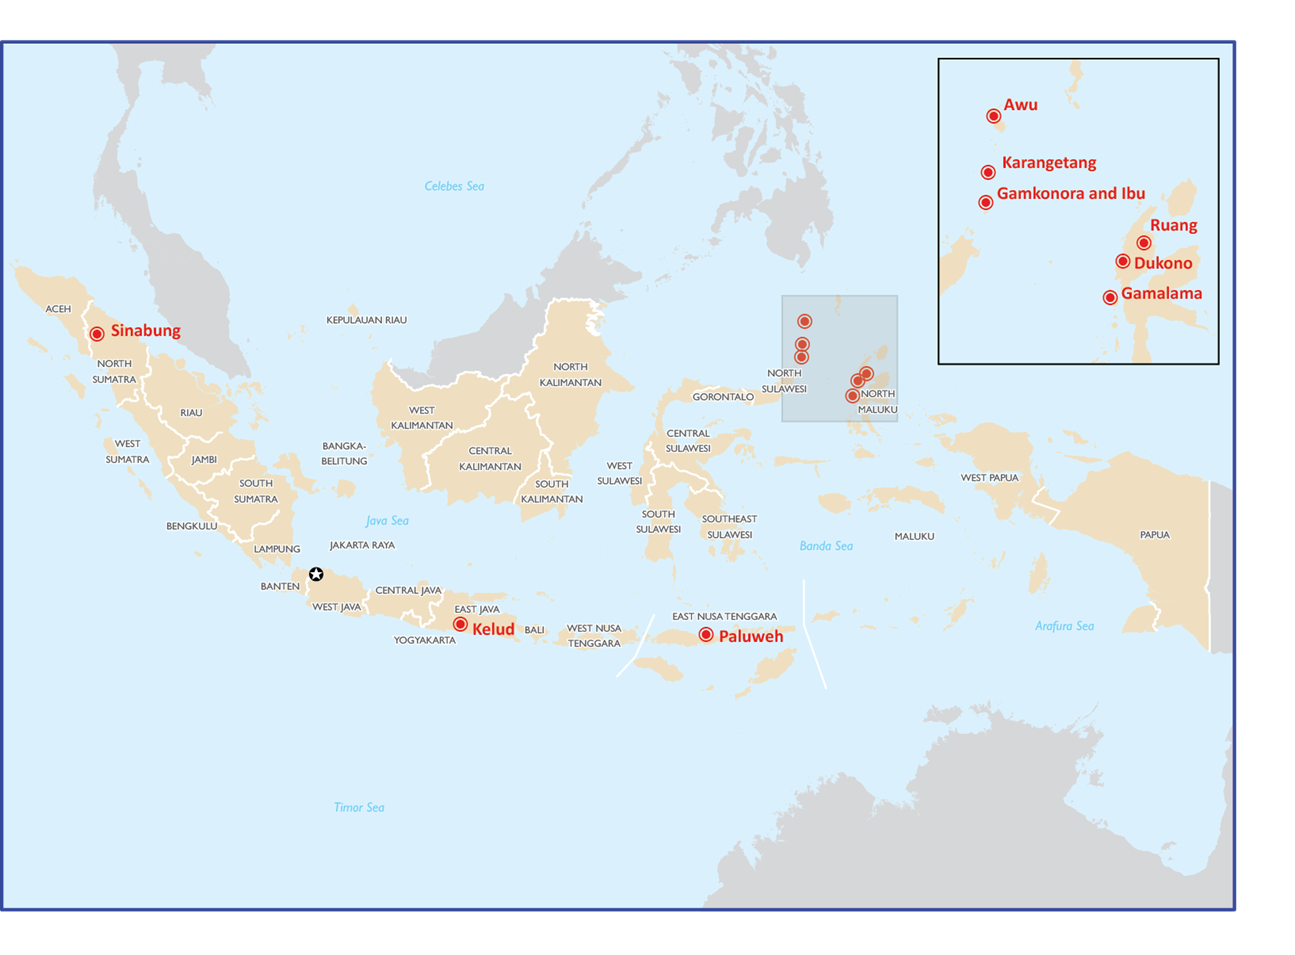 Awu
Karangetang
Gamkonora and Ibu
Ruang
Dukono
Gamalama
Celebes Sea
ACEH
Sinabung
NORTH
SUMATRA
KEPULAUAN RIAU
RIAU
WEST
SUMATRA
JAMBI
SOUTH
SUMATRA
BENGKULU
LAMPUNG
BANGKA-
BELITUNG
WEST
KALIMANTAN
NORTH
KALIMANTAN
CENTRAL
KALIMANTAN
SOUTH
KALIMANTAN
GORONTALO
NORTH
SULAWESI
NORTH
MALUKU
CENTRAL
SULAWESI
WEST
SULAWESI
SOUTH
SULAWESI
SOUTHEAST
SULAWESI
WEST PAPUA
PAPUA
MALUKU
Java Sea
Banda Sea
JAKARTA RAYA
BANTEN
WEST JAVA
CENTRAL JAVA
YOGYAKARTA
EAST JAVA
Kelud
BALI
WEST NUSA
TENGGARA
EAST NUSA TENGGARA
Paluweh
Arafura Sea
Timor Sea